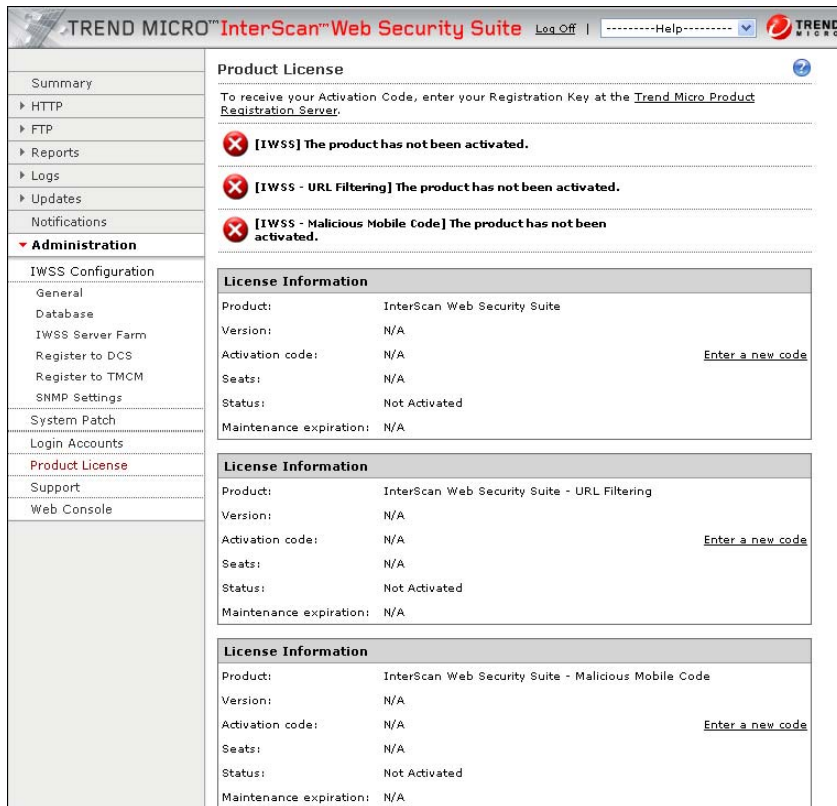 TREND MICRO™ InterScan™ Web Security Suite Log Off | ---------Help---------
TREND
MICRO
Summary
HTTP
FTP
Reports
Logs
Updates
Notifications
Administration
IWSS Configuration
General
Database
IWSS Server Farm
Register to DCS
Register to TMCM
SNMP Settings
System Patch
Login Accounts
Product License
Support
Web Console
Product License
?
To receive your Activation Code, enter your Registration Key at the Trend Micro Product
Registration Server.
[IWSS] The product has not been activated.
[IWSS - URL Filtering] The product has not been activated.
[IWSS - Malicious Mobile Code] The product has not been
activated.
License Information
Product: InterScan Web Security Suite
Version: N/A
Activation code: N/A Enter a new code
Seats: N/A
Status: Not Activated
Maintenance expiration: N/A
License Information
Product: InterScan Web Security Suite - URL Filtering
Version: N/A
Activation code: N/A Enter a new code
Seats: N/A
Status: Not Activated
Maintenance expiration: N/A
License Information
Product: InterScan Web Security Suite - Malicious Mobile Code
Version: N/A
Activation code: N/A Enter a new code
Seats: N/A
Status: Not Activated
Maintenance expiration: N/A